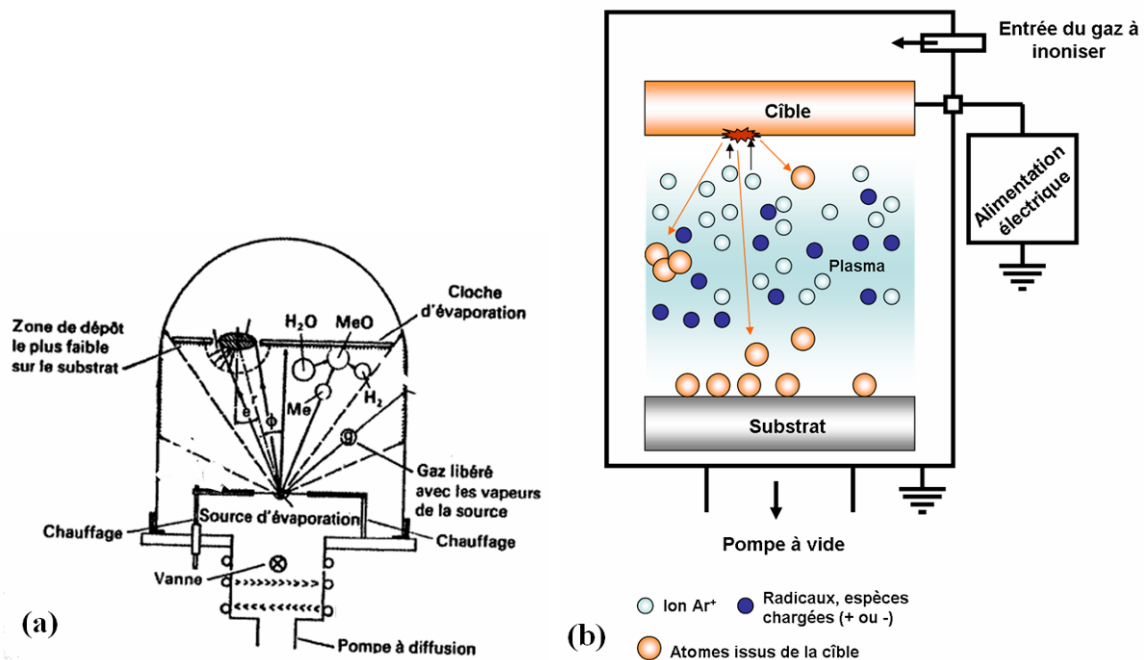 Cloche
d'évaporation
MeO
H₂O
Zone de dépôt
le plus faible
sur le substrat
H₂
Me
e
r
ϕ
g
Gaz libéré
avec les vapeurs
de la source
Source d'évaporation
Chauffage
Chauffage
Vanne
Pompe à diffusion
(a)
Entrée du gaz à
inoniser
Cîble
Alimentation
électrique
Plasma
Substrat
Pompe à vide
Ion Ar⁺
Radicaux, espèces
chargées (+ ou -)
Atomes issus de la cîble
(b)